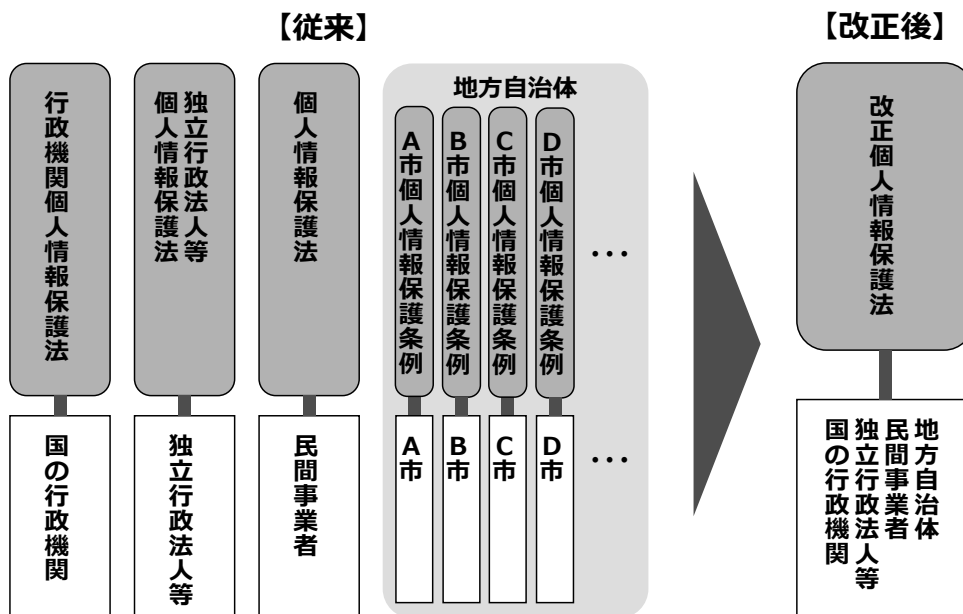 【従来】
【改正後】
行政機関個人情報保護法
独立行政法人等
個人情報保護法
個人情報保護法
地方自治体
A市個人情報保護条例
B市個人情報保護条例
C市個人情報保護条例
D市個人情報保護条例
･･･
改正個人情報保護法
国の行政機関
独立行政法人等
民間事業者
A市
B市
C市
D市
･･･
地方自治体
民間事業者
独立行政法人等
国の行政機関